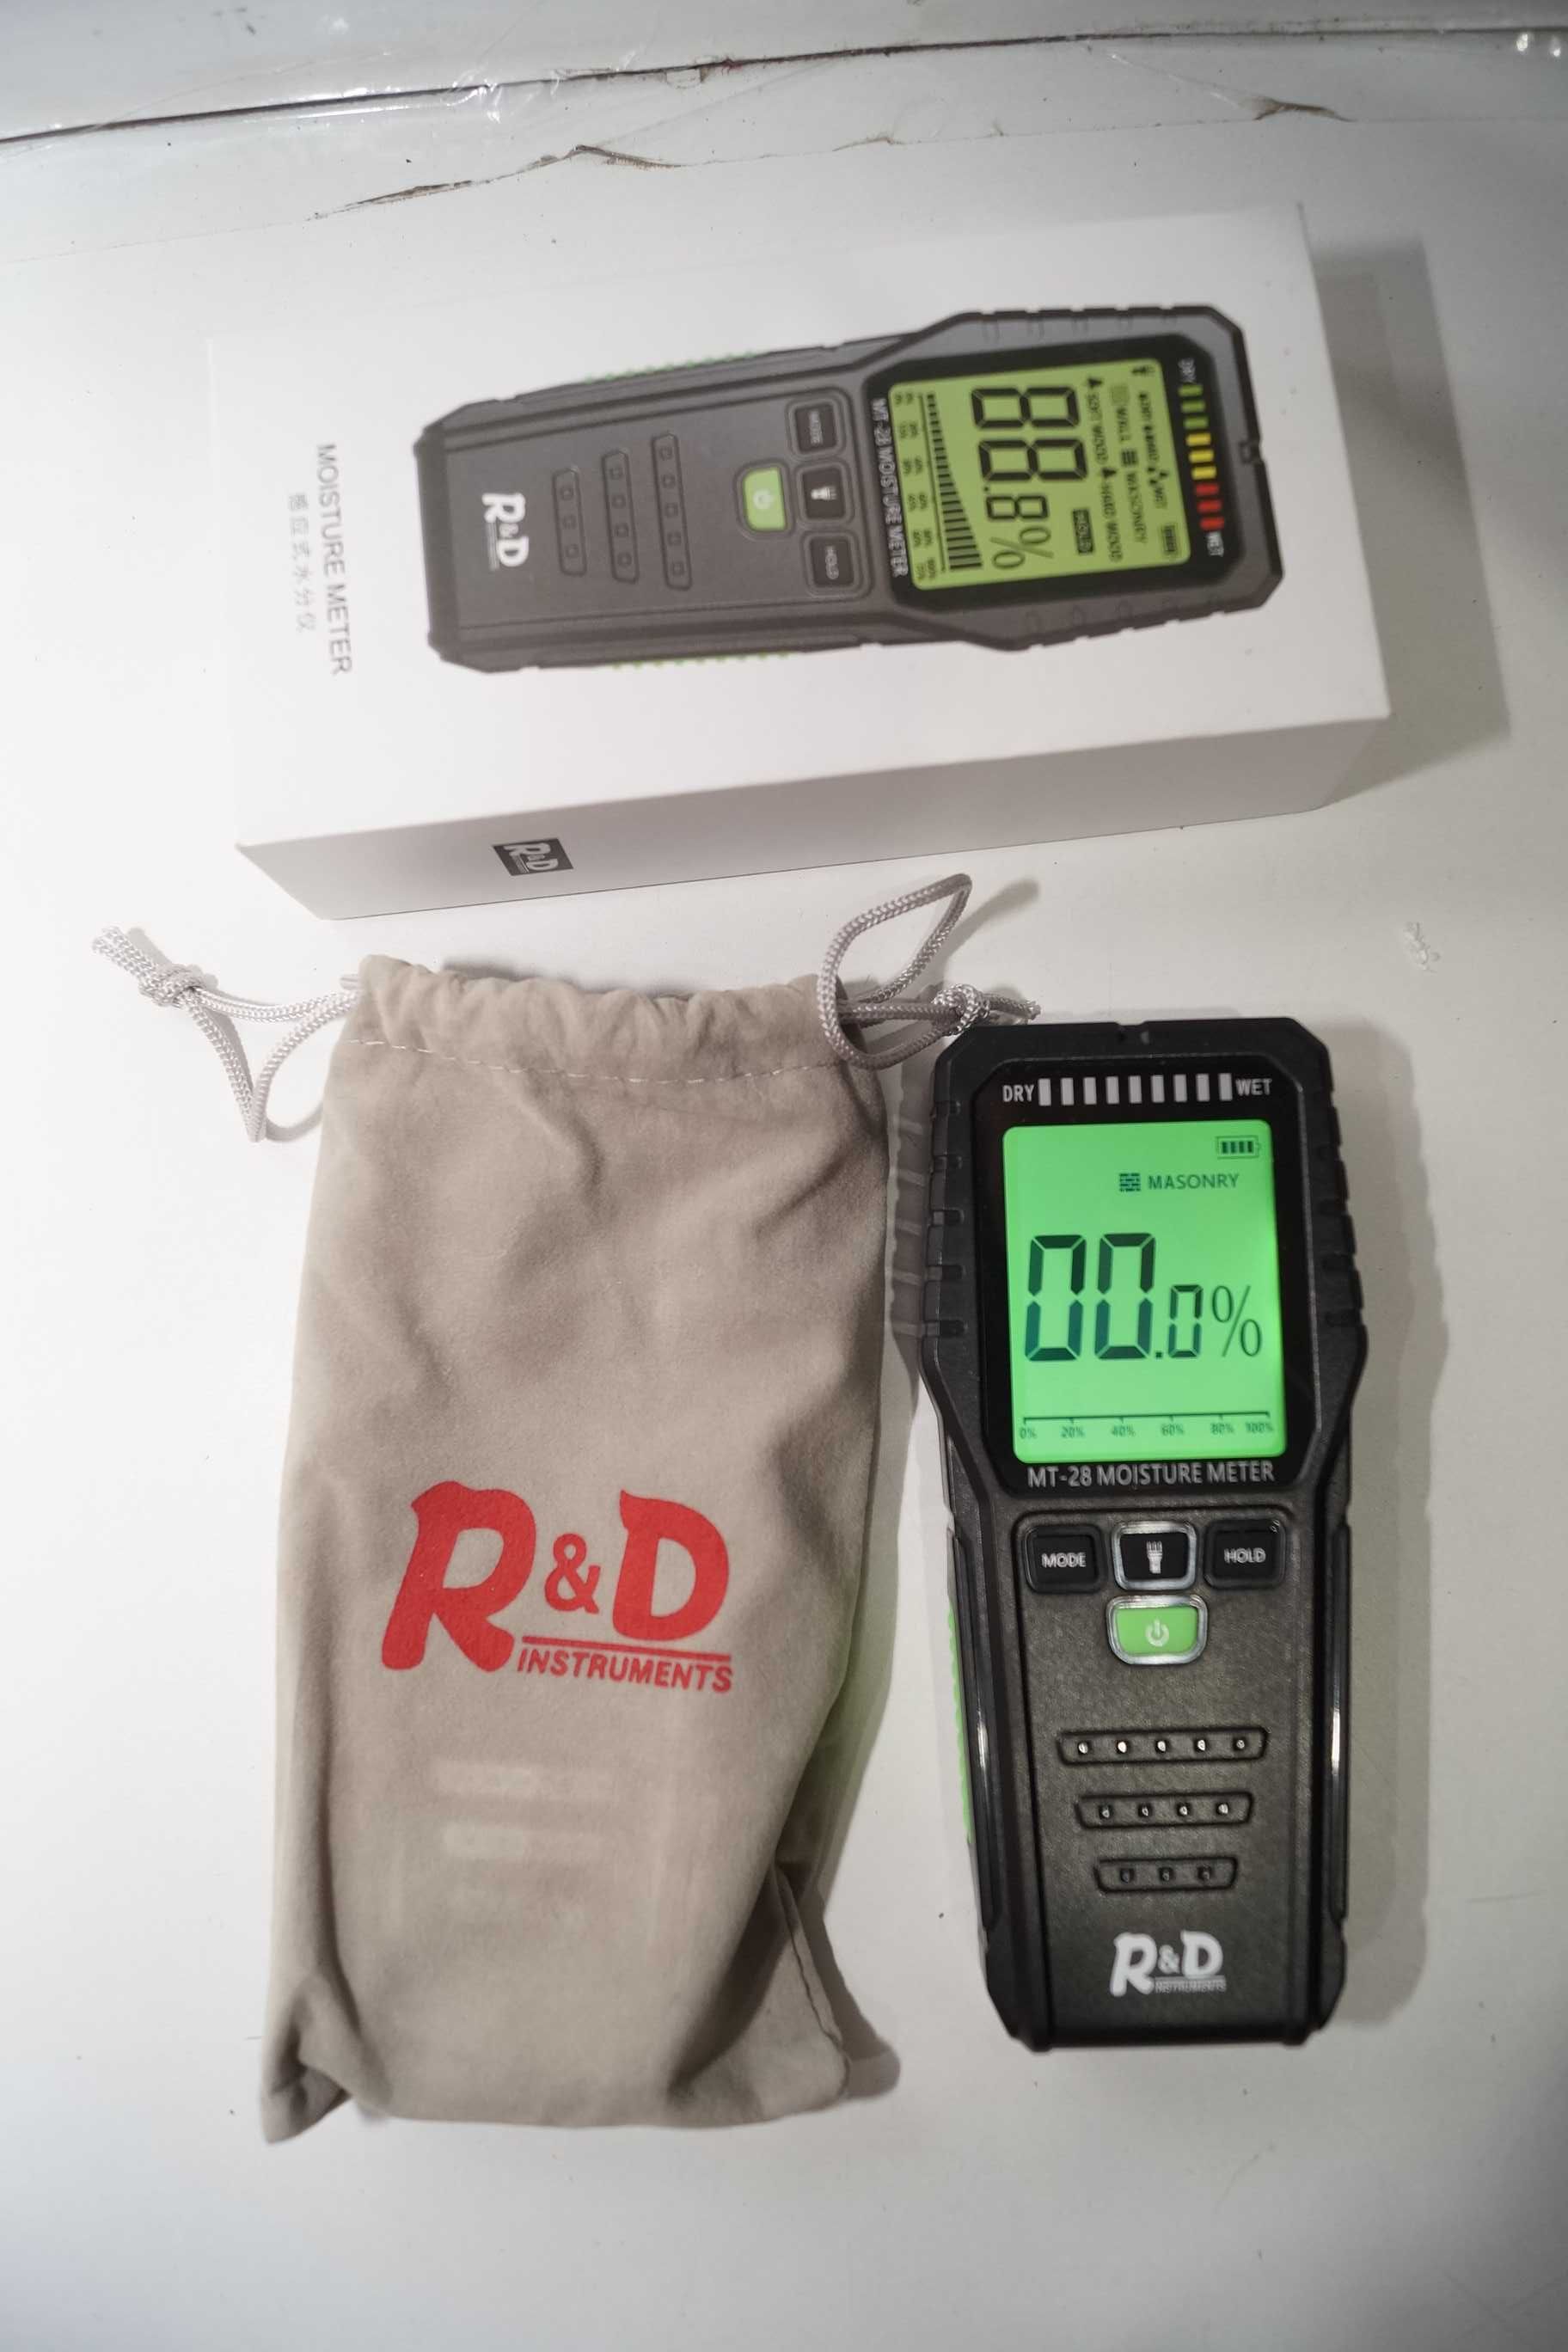 MOISTURE METER
感应式水分仪
R&D
MODE
HOLD
MT-28 MOISTURE METER
88.8%
HOLD
SOFT WOOD HARD WOOD
WALL MASONRY
DRY
WET
R&D
R&D
INSTRUMENTS
DRY WET
MASONRY
00.0%
0% 20% 40% 60% 80% 100%
MT-28 MOISTURE METER
MODE HOLD
R&D
INSTRUMENTS